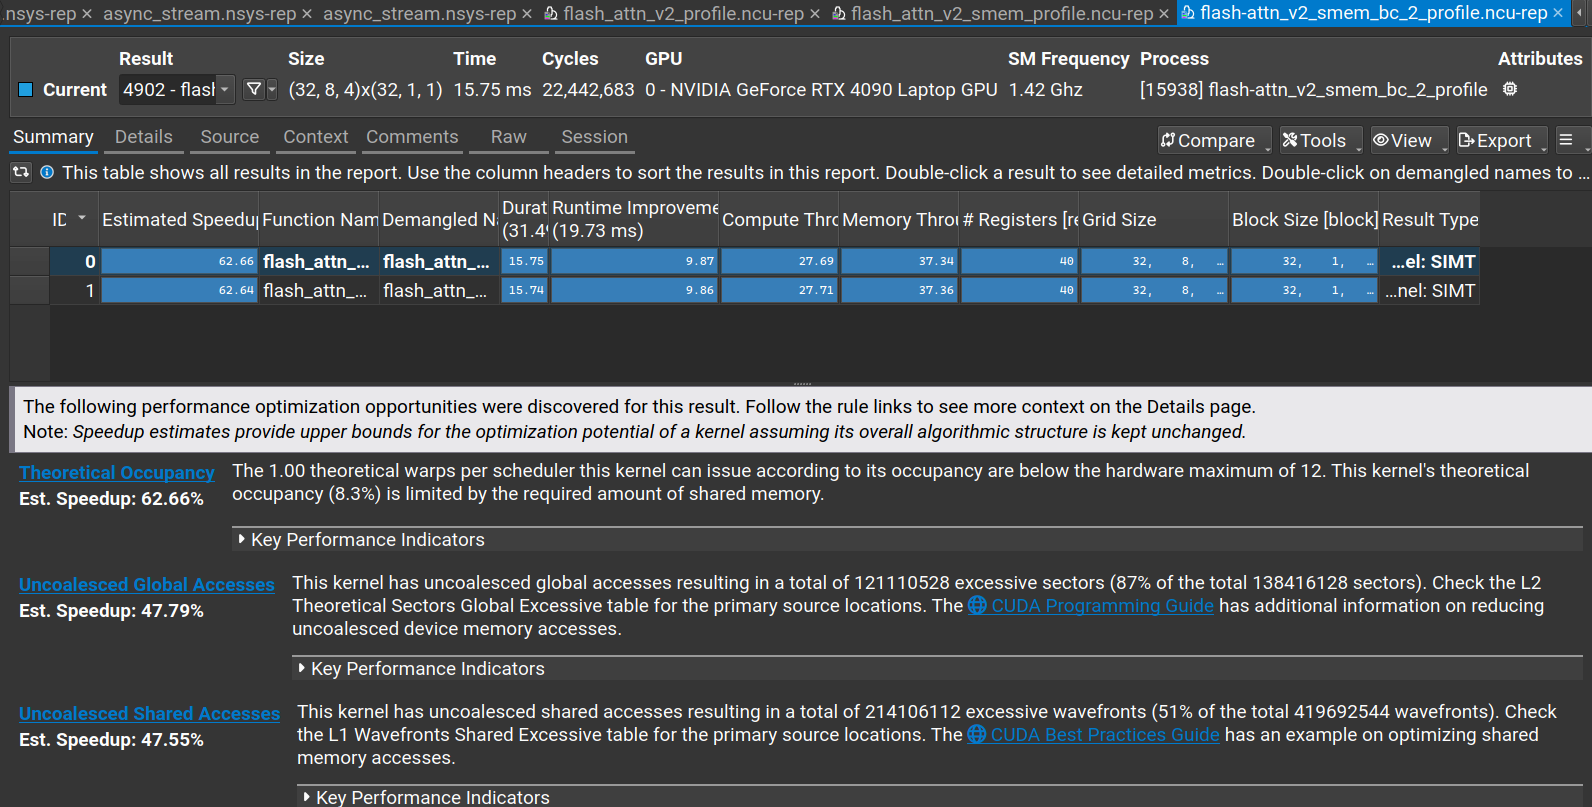 .nsys-rep × async_stream.nsys-rep × async_stream.nsys-rep × flash_attn_v2_profile.ncu-rep × flash_attn_v2_smem_profile.ncu-rep × flash-attn_v2_smem_bc_2_profile.ncu-rep ×
Result Size Time Cycles GPU SM Frequency Process Attributes
Current 4902 - flash (32, 8, 4)x(32, 1, 1) 15.75 ms 22,442,683 0 - NVIDIA GeForce RTX 4090 Laptop GPU 1.42 Ghz [15938] flash-attn_v2_smem_bc_2_profile
Summary Details Source Context Comments Raw Session Compare Tools View Export
This table shows all results in the report. Use the column headers to sort the results in this report. Double-click a result to see detailed metrics. Double-click on demangled names to ...
ID Estimated Speedup Function Nam Demangled Na Durat (31.49 Runtime Improveme (19.73 ms) Compute Thro Memory Throu # Registers [re Grid Size Block Size [block] Result Type
0 62.66 flash_attn_... flash_attn_... 15.75 9.87 27.69 37.34 40 32, 8, ... 32, 1, ... ...el: SIMT
1 62.64 flash_attn_... flash_attn_... 15.74 9.86 27.71 37.36 40 32, 8, ... 32, 1, ... ...nel: SIMT
The following performance optimization opportunities were discovered for this result. Follow the rule links to see more context on the Details page.
Note: Speedup estimates provide upper bounds for the optimization potential of a kernel assuming its overall algorithmic structure is kept unchanged.
Theoretical Occupancy
Est. Speedup: 62.66%
The 1.00 theoretical warps per scheduler this kernel can issue according to its occupancy are below the hardware maximum of 12. This kernel's theoretical
occupancy (8.3%) is limited by the required amount of shared memory.
Key Performance Indicators
Uncoalesced Global Accesses
Est. Speedup: 47.79%
This kernel has uncoalesced global accesses resulting in a total of 121110528 excessive sectors (87% of the total 138416128 sectors). Check the L2
Theoretical Sectors Global Excessive table for the primary source locations. The CUDA Programming Guide has additional information on reducing
uncoalesced device memory accesses.
Key Performance Indicators
Uncoalesced Shared Accesses
Est. Speedup: 47.55%
This kernel has uncoalesced shared accesses resulting in a total of 214106112 excessive wavefronts (51% of the total 419692544 wavefronts). Check
the L1 Wavefronts Shared Excessive table for the primary source locations. The CUDA Best Practices Guide has an example on optimizing shared
memory accesses.
Key Performance Indicators